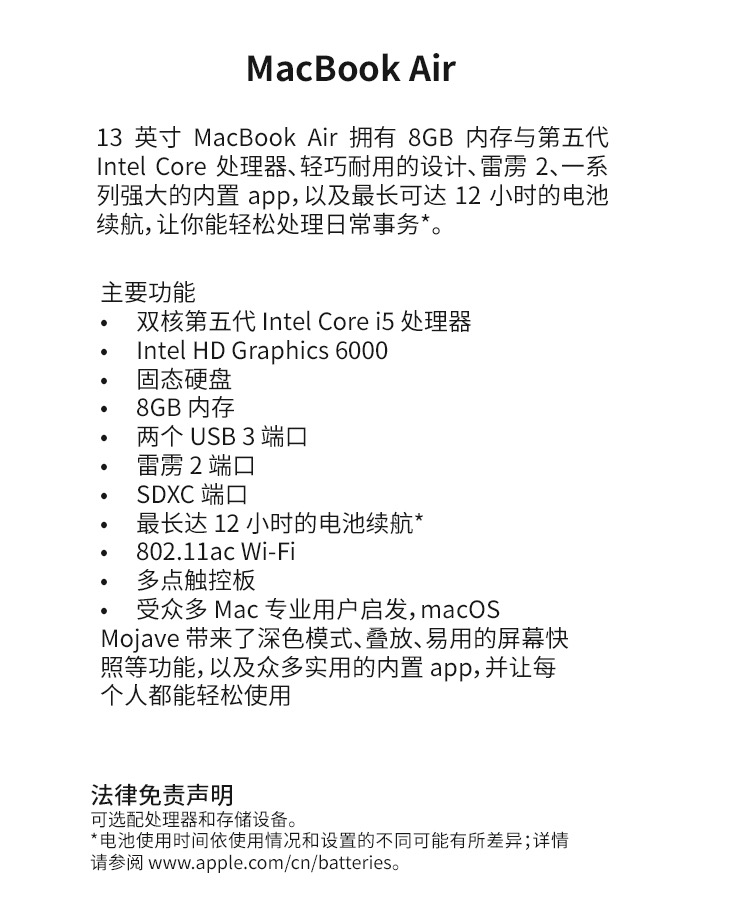 MacBook Air
13 英寸 MacBook Air 拥有 8GB 内存与第五代
Intel Core 处理器、轻巧耐用的设计、雷雳 2、一系
列强大的内置 app，以及最长可达 12 小时的电池
续航，让你能轻松处理日常事务*。
主要功能
• 双核第五代 Intel Core i5 处理器
• Intel HD Graphics 6000
• 固态硬盘
• 8GB 内存
• 两个 USB 3 端口
• 雷雳 2 端口
• SDXC 端口
• 最长达 12 小时的电池续航*
• 802.11ac Wi-Fi
• 多点触控板
• 受众多 Mac 专业用户启发，macOS
Mojave 带来了深色模式、叠放、易用的屏幕快
照等功能，以及众多实用的内置 app，并让每
个人都能轻松使用
法律免责声明
可选配处理器和存储设备。
*电池使用时间依使用情况和设置的不同可能有所差异；详情
请参阅 www.apple.com/cn/batteries。